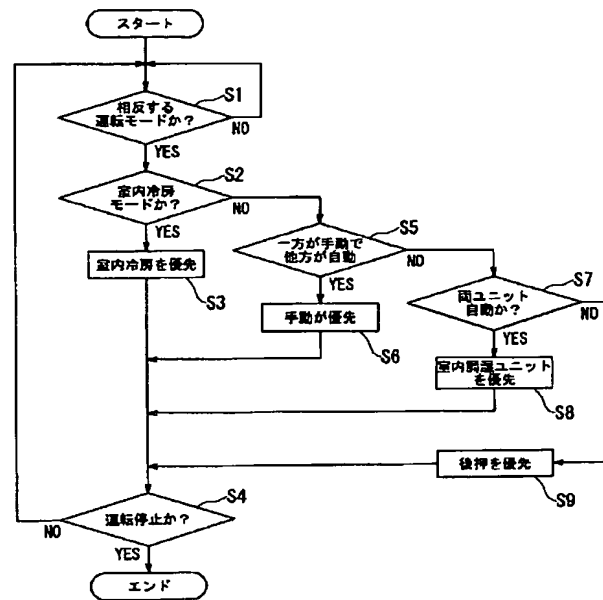 スタート
相反する
運転モードか？
S1
NO
YES
室内冷房
モードか？
S2
NO
YES
室内冷房を優先
S3
一方が手動で
他方が自動
S5
NO
YES
手動が優先
S6
両ユニット
自動か？
S7
NO
YES
室内調温ユニット
を優先
S8
後押を優先
S9
運転停止か？
S4
NO
YES
エンド